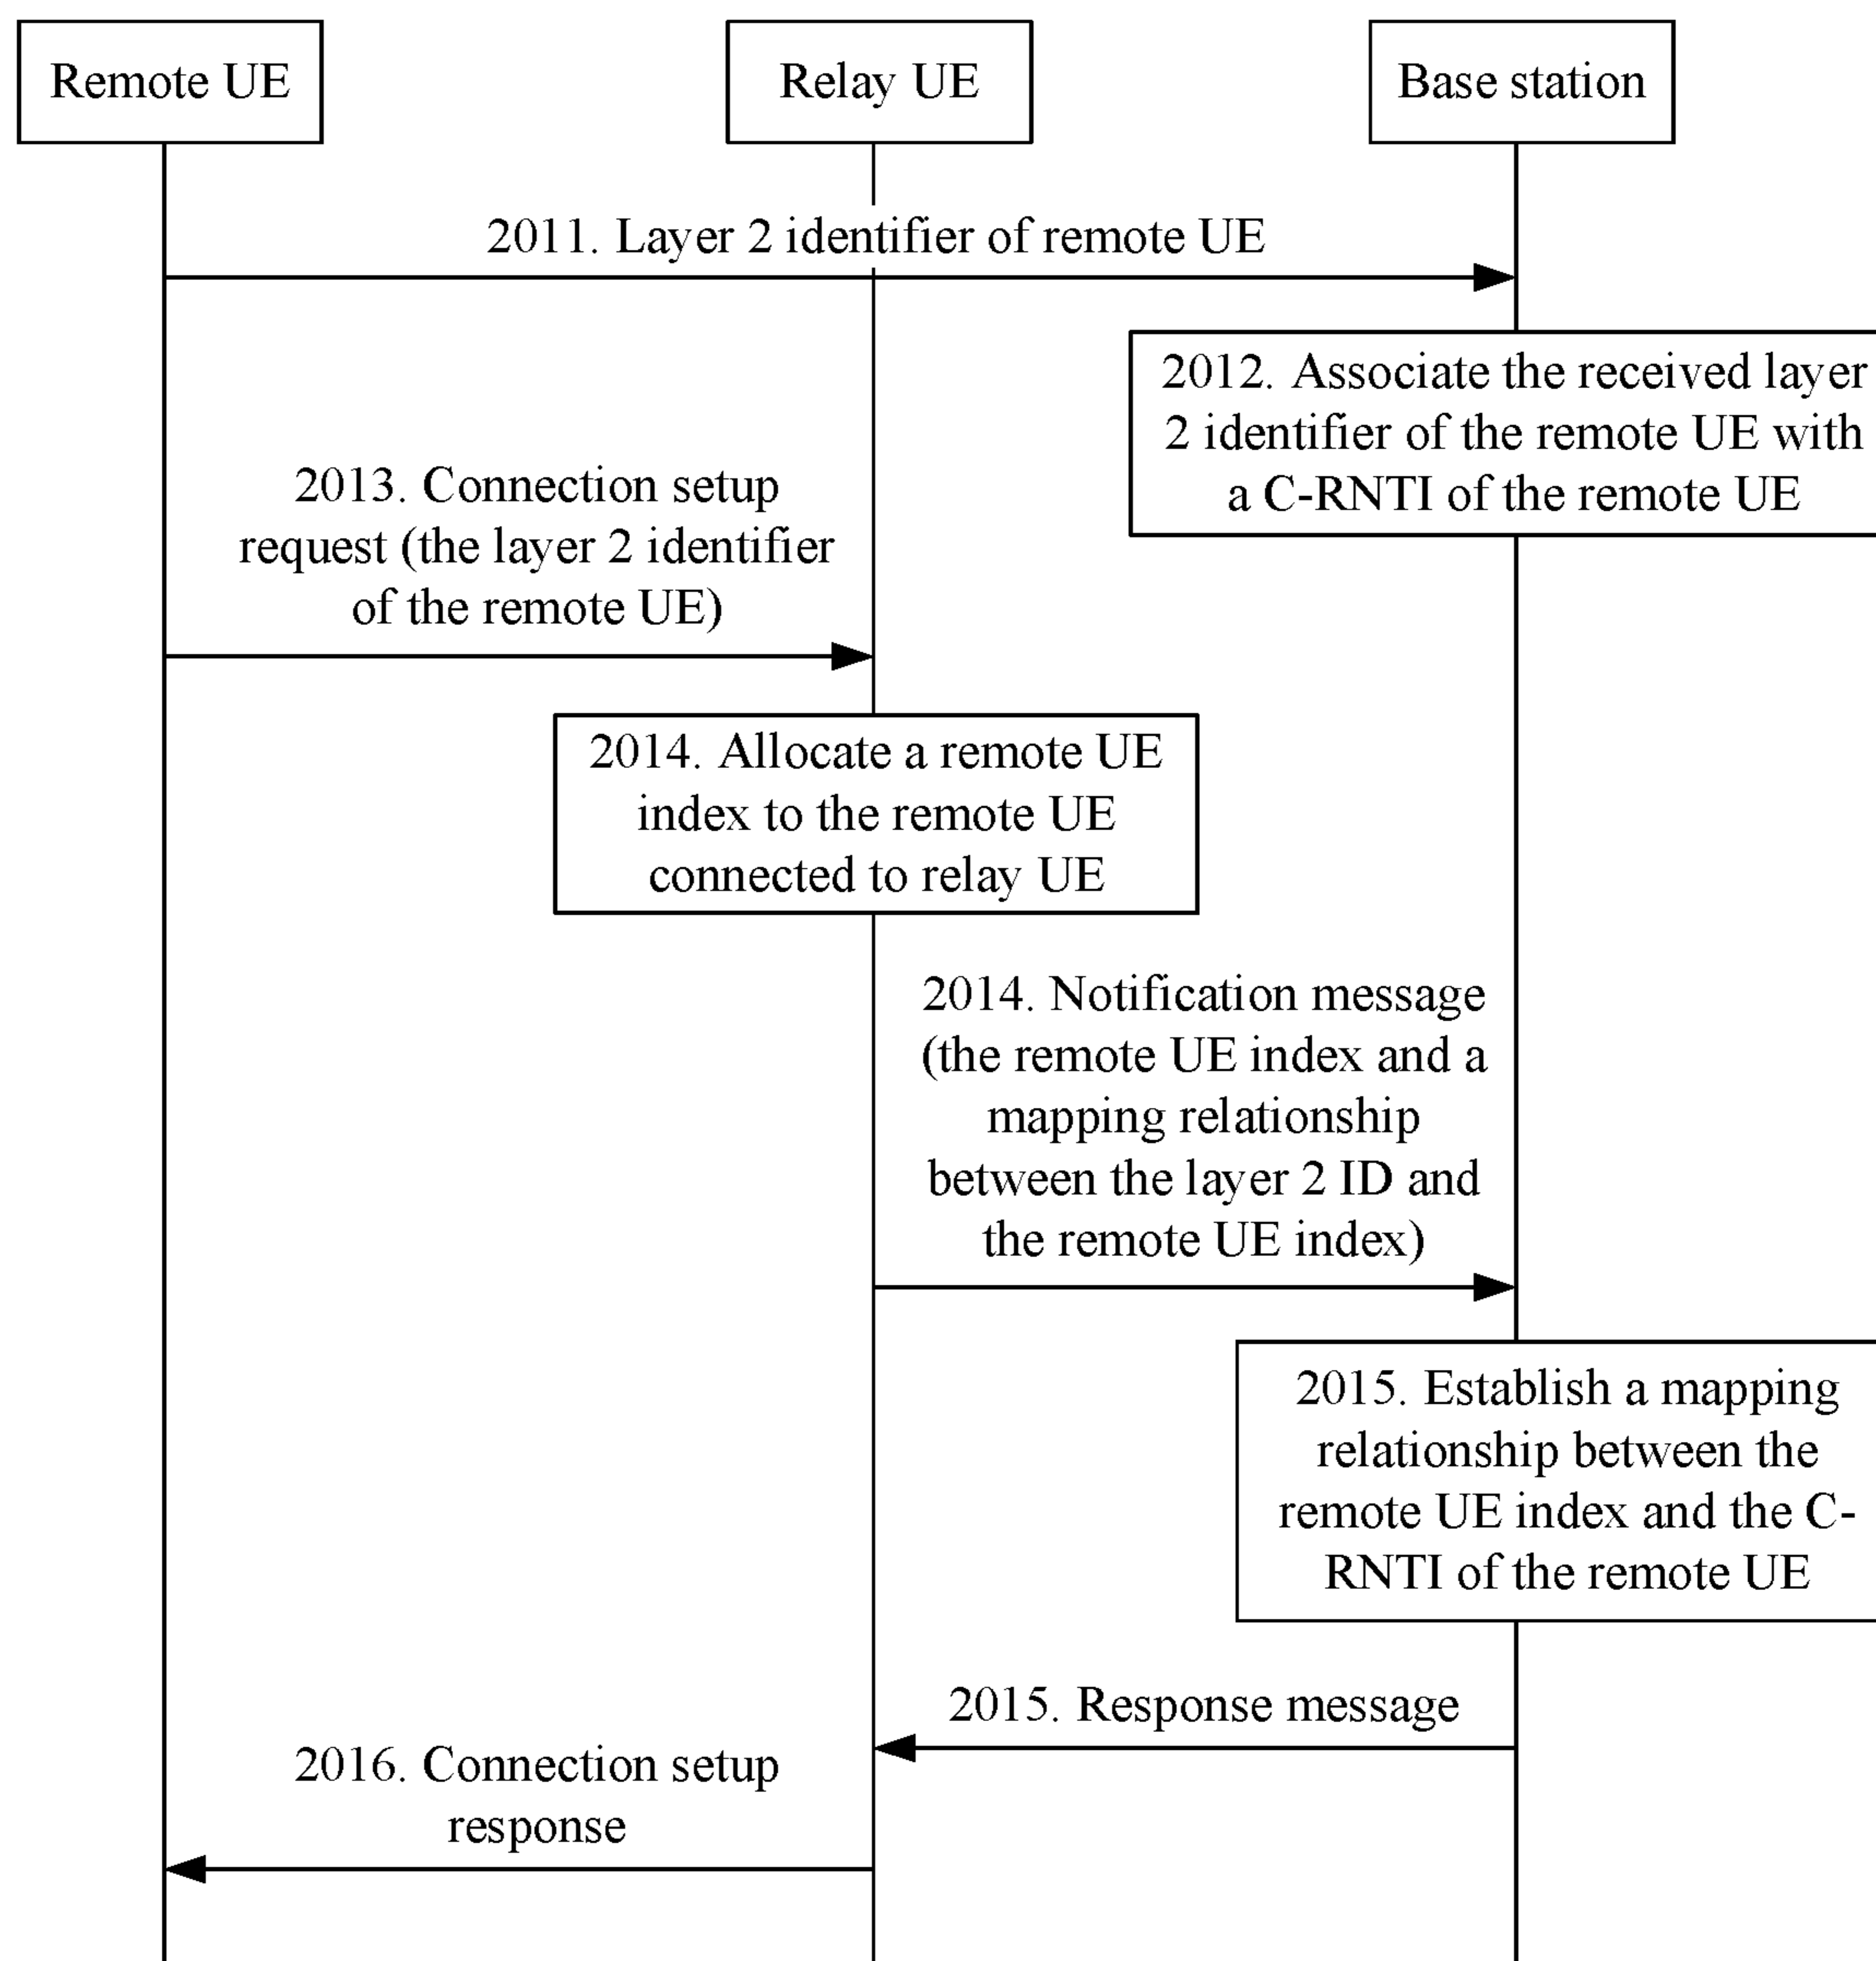 Remote UE
Relay UE
Base station
2011. Layer 2 identifier of remote UE
2012. Associate the received layer
2 identifier of the remote UE with
a C-RNTI of the remote UE
2013. Connection setup
request (the layer 2 identifier
of the remote UE)
2014. Allocate a remote UE
index to the remote UE
connected to relay UE
2014. Notification message
(the remote UE index and a
mapping relationship
between the layer 2 ID and
the remote UE index)
2015. Establish a mapping
relationship between the
remote UE index and the C-
RNTI of the remote UE
2015. Response message
2016. Connection setup
response